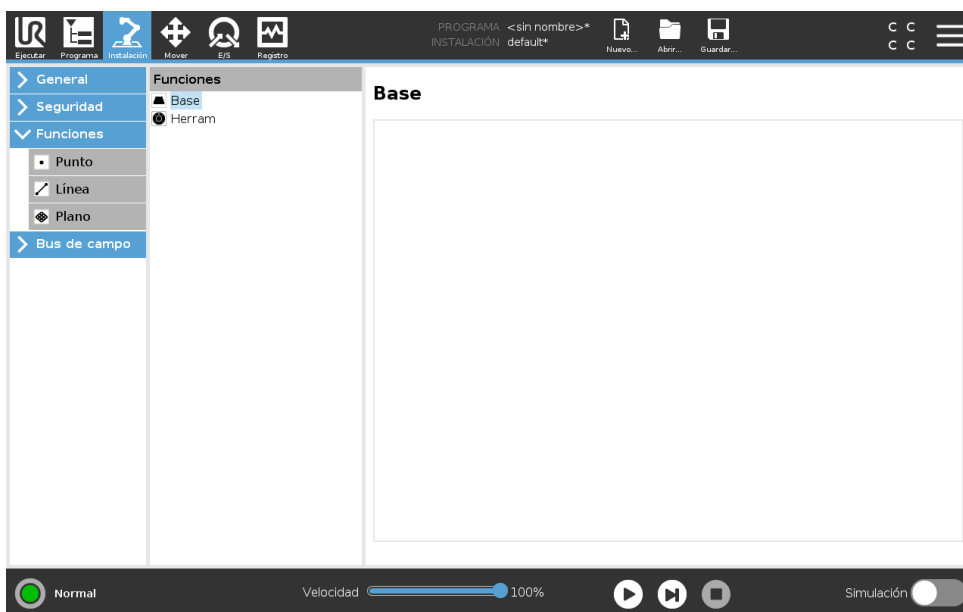 PROGRAMA <sin nombre>*
INSTALACIÓN default*
C C
C C
Ejecutar Programa Instalación Mover E/S Registro Nuevo... Abrir... Guardar...
General
Seguridad
Funciones
Punto
Línea
Plano
Bus de campo
Funciones
Base
Herram
Base
Normal Velocidad 100% Simulación